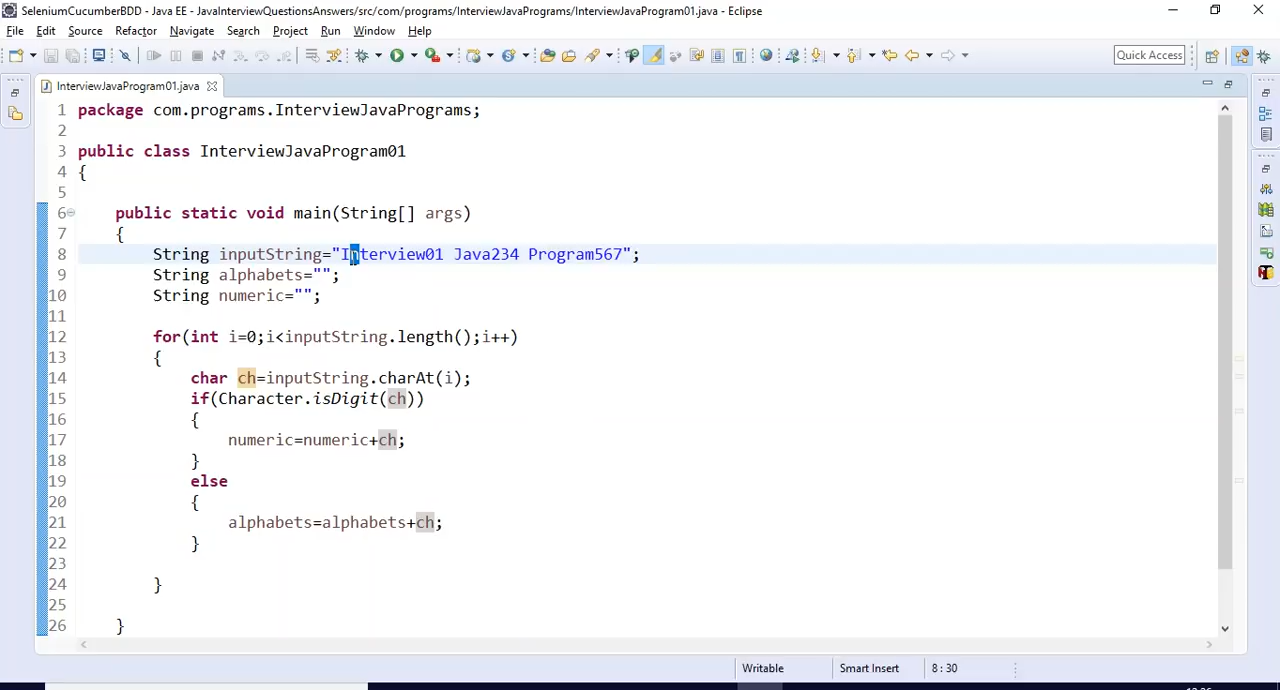 SeleniumCucumberBDD - Java EE - JavaInterviewQuestionsAnswers/src/com/programs/InterviewJavaPrograms/InterviewJavaProgram01.java - Eclipse
File Edit Source Refactor Navigate Search Project Run Window Help
Quick Access
InterviewJavaProgram01.java
1 package com.programs.InterviewJavaPrograms;
2
3 public class InterviewJavaProgram01
4 {
5
6 public static void main(String[] args)
7 {
8 String inputString="Interview01 Java234 Program567";
9 String alphabets="";
10 String numeric="";
11
12 for(int i=0;i<inputString.length();i++)
13 {
14 char ch=inputString.charAt(i);
15 if(Character.isDigit(ch))
16 {
17 numeric=numeric+ch;
18 }
19 else
20 {
21 alphabets=alphabets+ch;
22 }
23
24 }
25
26 }
Writable Smart Insert 8 : 30